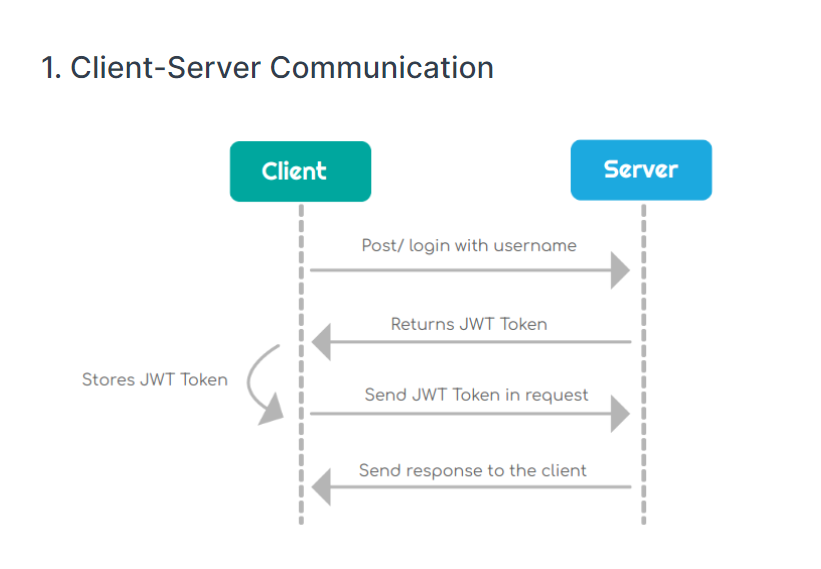 1. Client-Server Communication
Client
Server
Post/ login with username
Returns JWT Token
Stores JWT Token
Send JWT Token in request
Send response to the client